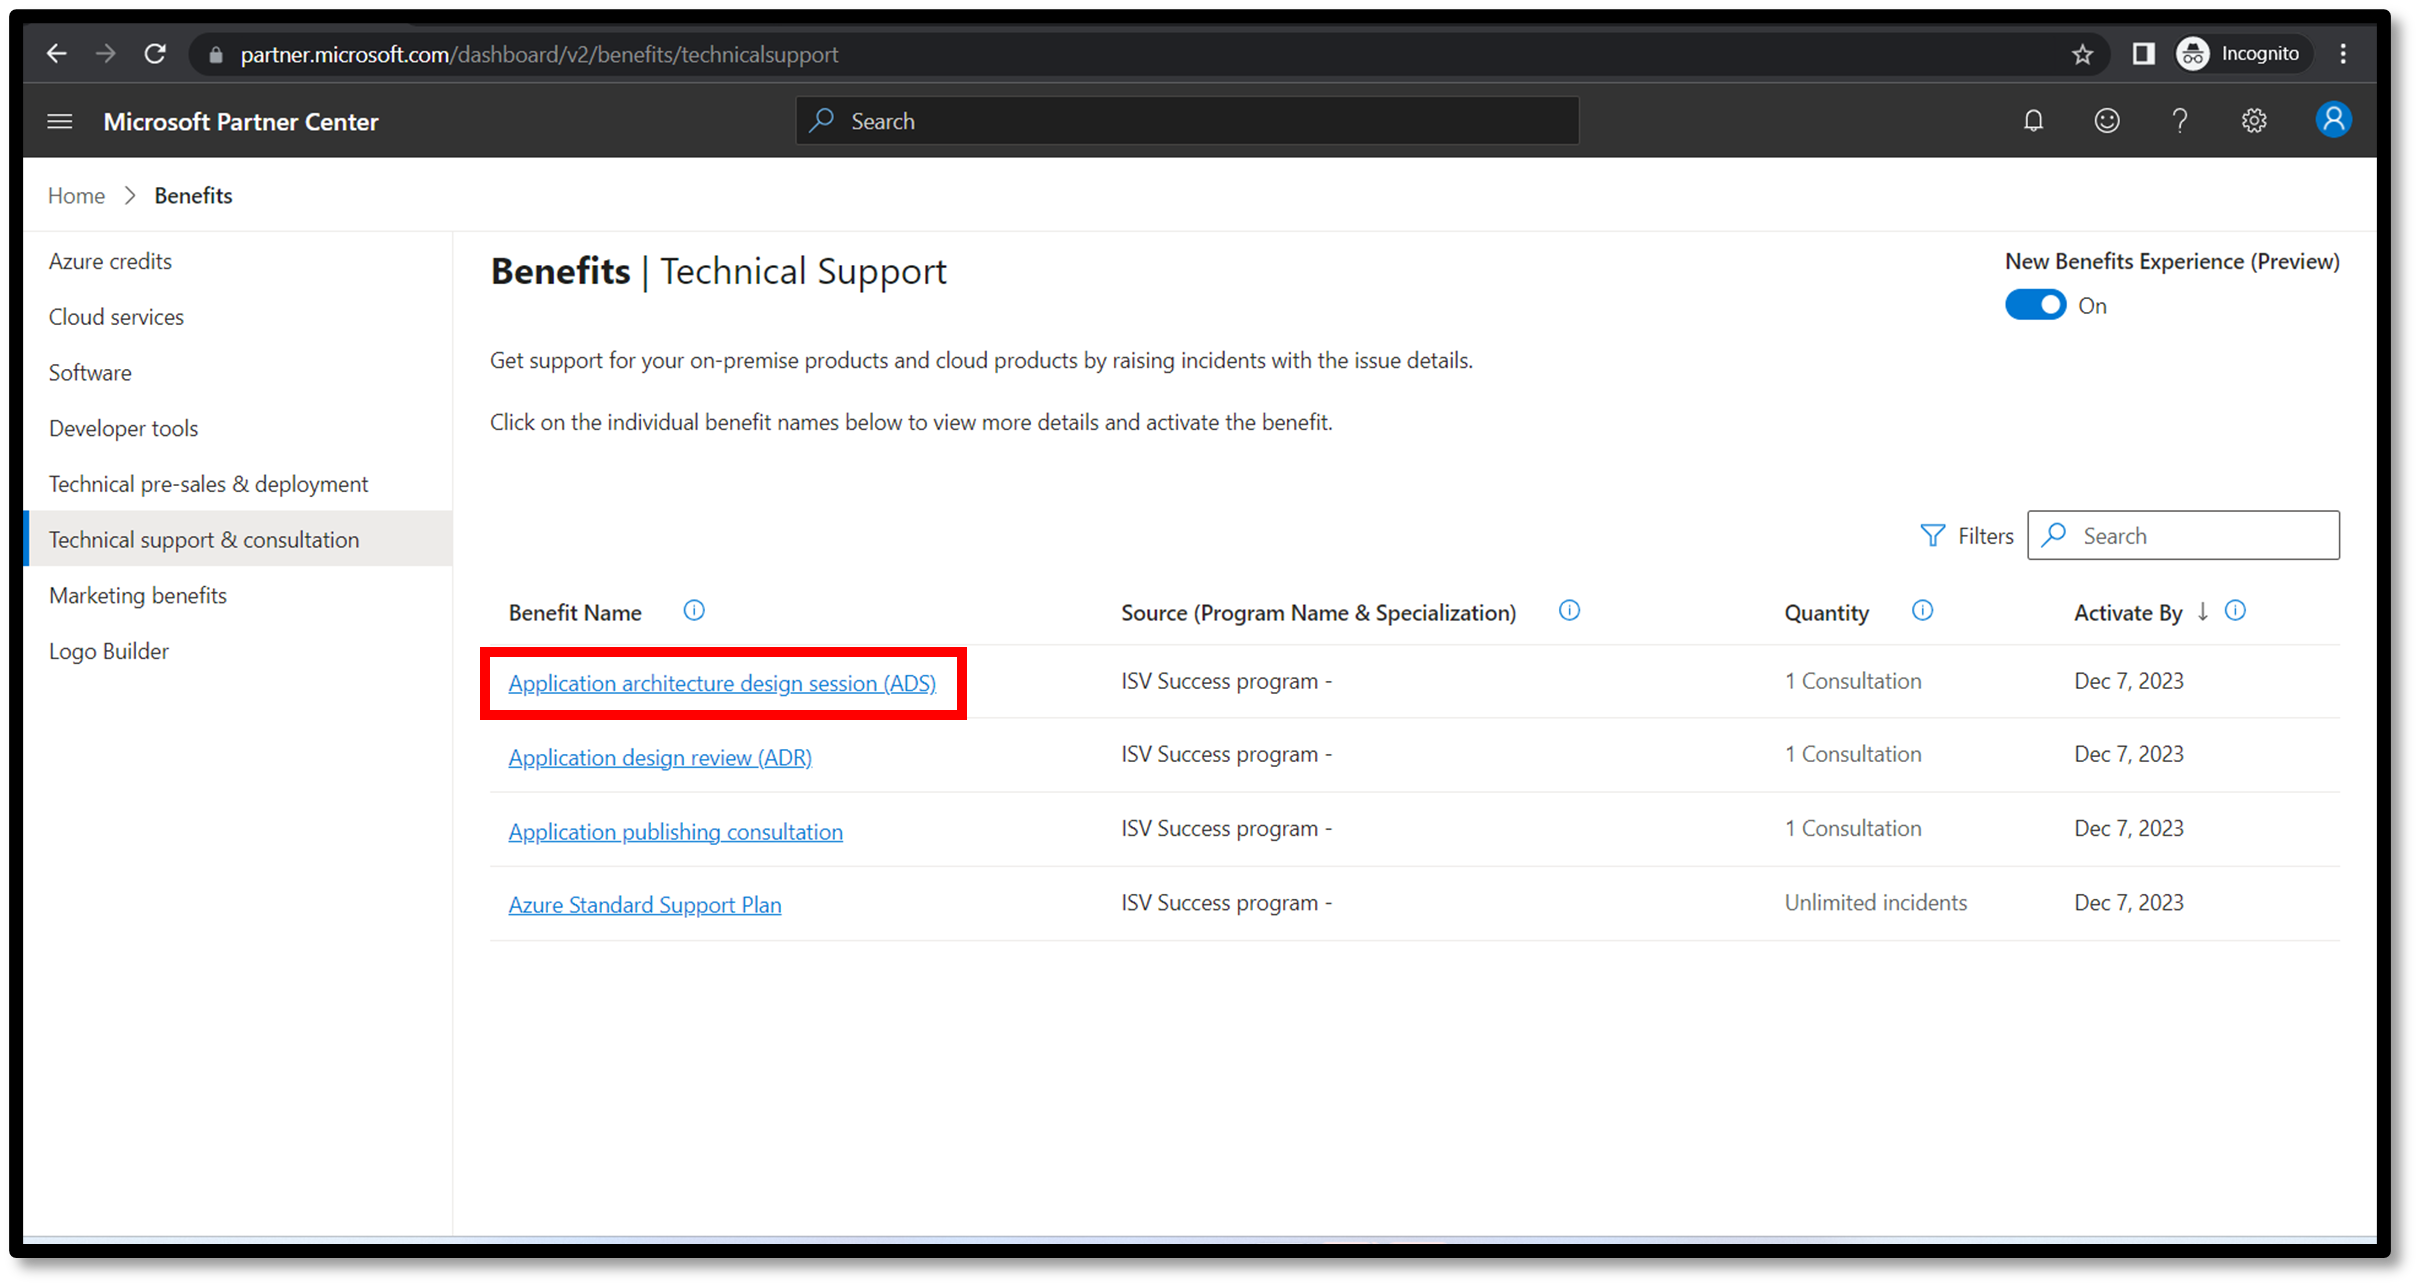 partner.microsoft.com/dashboard/v2/benefits/technicalsupport
Incognito
Microsoft Partner Center
Search
Home > Benefits
Azure credits
Cloud services
Software
Developer tools
Technical pre-sales & deployment
Technical support & consultation
Marketing benefits
Logo Builder
Benefits | Technical Support
New Benefits Experience (Preview)
On
Get support for your on-premise products and cloud products by raising incidents with the issue details.
Click on the individual benefit names below to view more details and activate the benefit.
Filters
Search
Benefit Name Source (Program Name & Specialization) Quantity Activate By ↓
Application architecture design session (ADS) ISV Success program - 1 Consultation Dec 7, 2023
Application design review (ADR) ISV Success program - 1 Consultation Dec 7, 2023
Application publishing consultation ISV Success program - 1 Consultation Dec 7, 2023
Azure Standard Support Plan ISV Success program - Unlimited incidents Dec 7, 2023